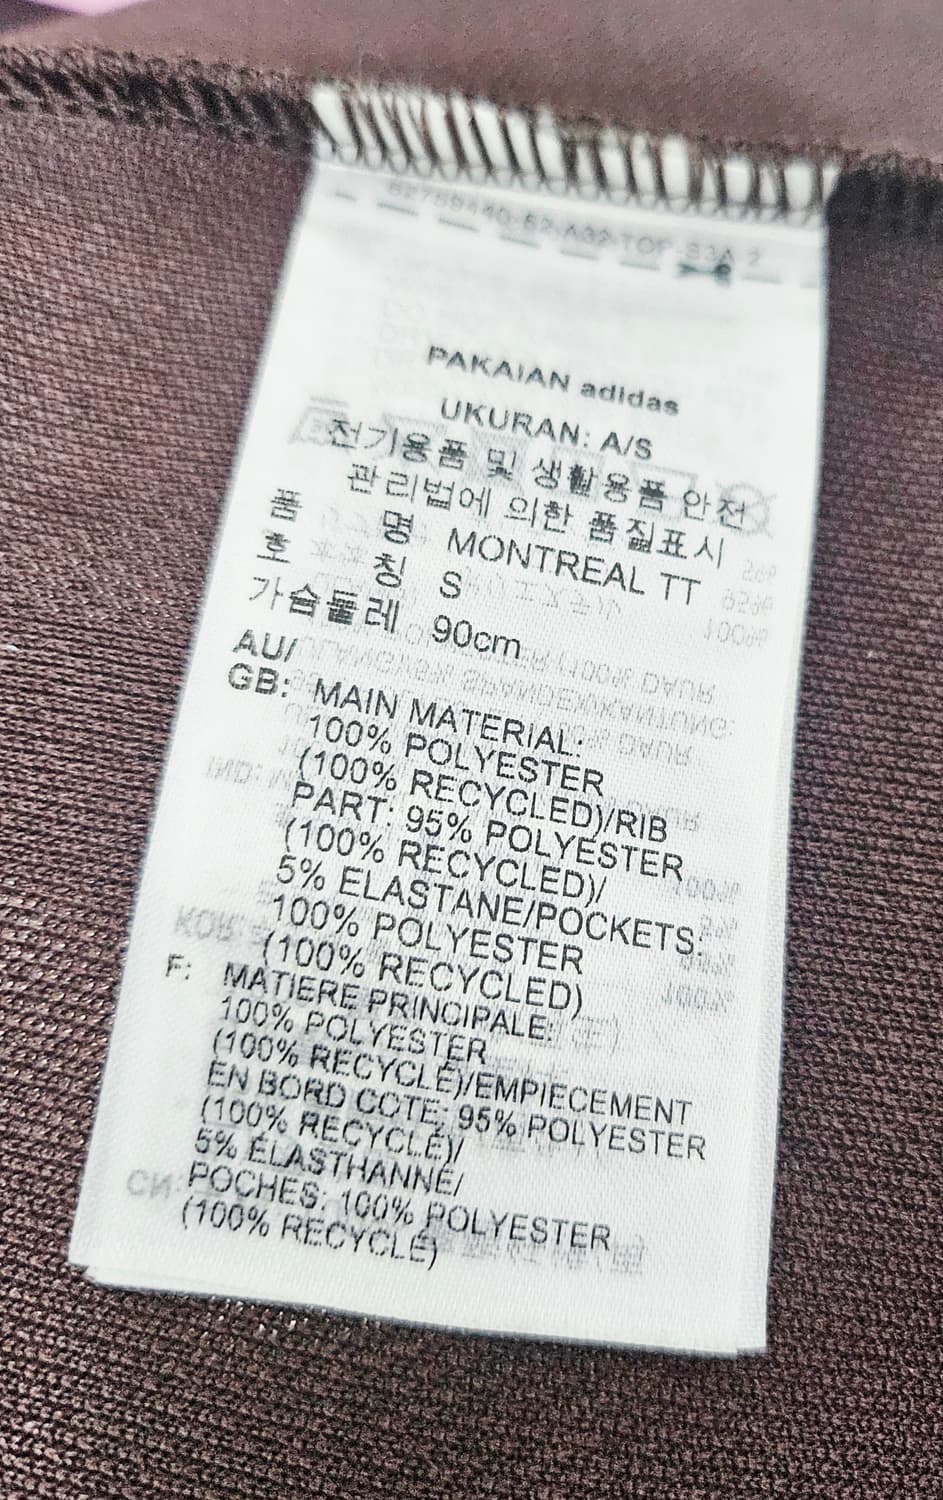 PAKAIAN adidas
UKURAN: A/S
전기용품 및 생활용품 안전
관리법에 의한 품질표시
품 명 MONTREAL TT
호 칭 S
가슴둘레 90cm
AU/
GB: MAIN MATERIAL:
100% POLYESTER
(100% RECYCLED)/RIB
PART: 95% POLYESTER
(100% RECYCLED)/
5% ELASTANE/POCKETS:
100% POLYESTER
(100% RECYCLED)
F: MATIERE PRINCIPALE:
100% POLYESTER
(100% RECYCLÉ)/EMPIECEMENT
EN BORD COTE: 95% POLYESTER
(100% RECYCLÉ)/
5% ÉLASTHANNE/
POCHES: 100% POLYESTER
(100% RECYCLÉ)